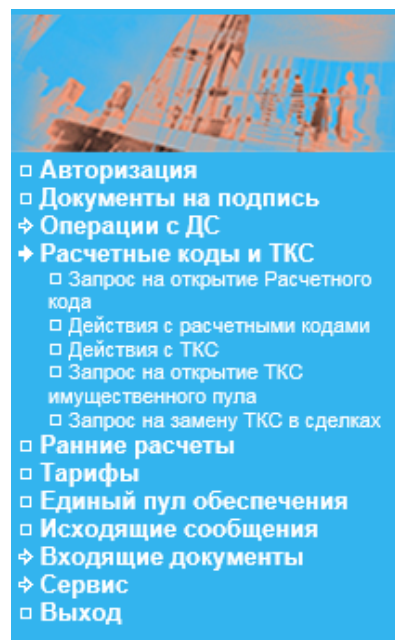 Авторизация
Документы на подпись
Операции с ДС
Расчетные коды и ТКС
Запрос на открытие Расчетного
кода
Действия с расчетными кодами
Действия с ТКС
Запрос на открытие ТКС
имущественного пула
Запрос на замену ТКС в сделках
Ранние расчеты
Тарифы
Единый пул обеспечения
Исходящие сообщения
Входящие документы
Сервис
Выход